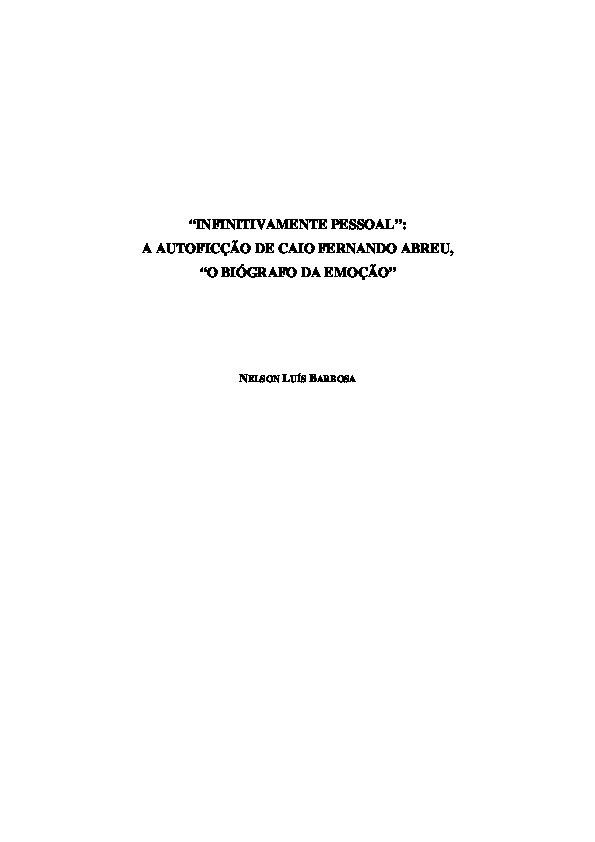 “INFINITIVAMENTE PESSOAL”:
A AUTOFICÇÃO DE CAIO FERNANDO ABREU,
“O BIÓGRAFO DA EMOÇÃO”
NELSON LUÍS BARBOSA